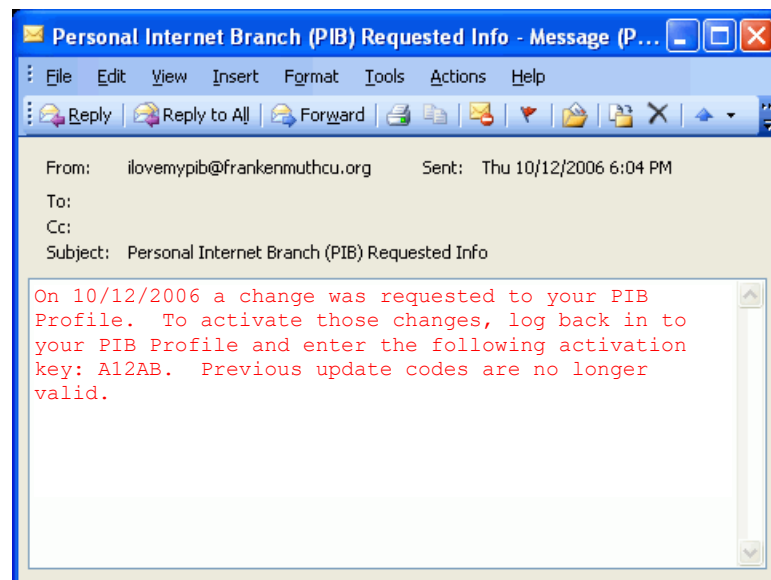 Personal Internet Branch (PIB) Requested Info - Message (P...
File Edit View Insert Format Tools Actions Help
Reply Reply to All Forward
From: ilovemypib@frankenmuthcu.org Sent: Thu 10/12/2006 6:04 PM
To:
Cc:
Subject: Personal Internet Branch (PIB) Requested Info
On 10/12/2006 a change was requested to your PIB
Profile. To activate those changes, log back in to
your PIB Profile and enter the following activation
key: A12AB. Previous update codes are no longer
valid.